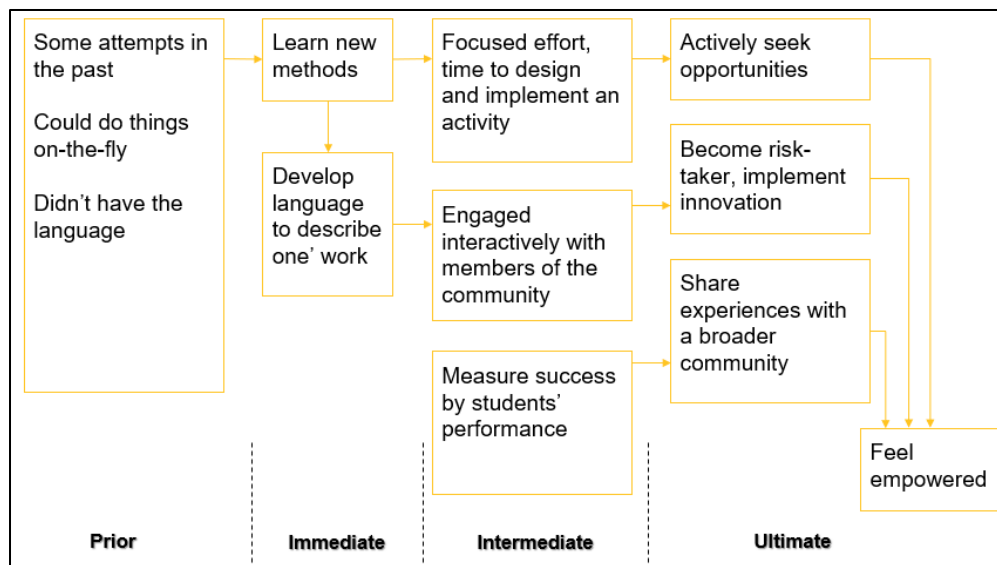 Some attempts in
the past
Could do things
on-the-fly
Didn’t have the
language
Learn new
methods
Develop
language
to describe
one’ work
Focused effort,
time to design
and implement an
activity
Engaged
interactively with
members of the
community
Measure success
by students’
performance
Actively seek
opportunities
Become risk-
taker, implement
innovation
Share
experiences with
a broader
community
Feel
empowered
Prior
Immediate
Intermediate
Ultimate